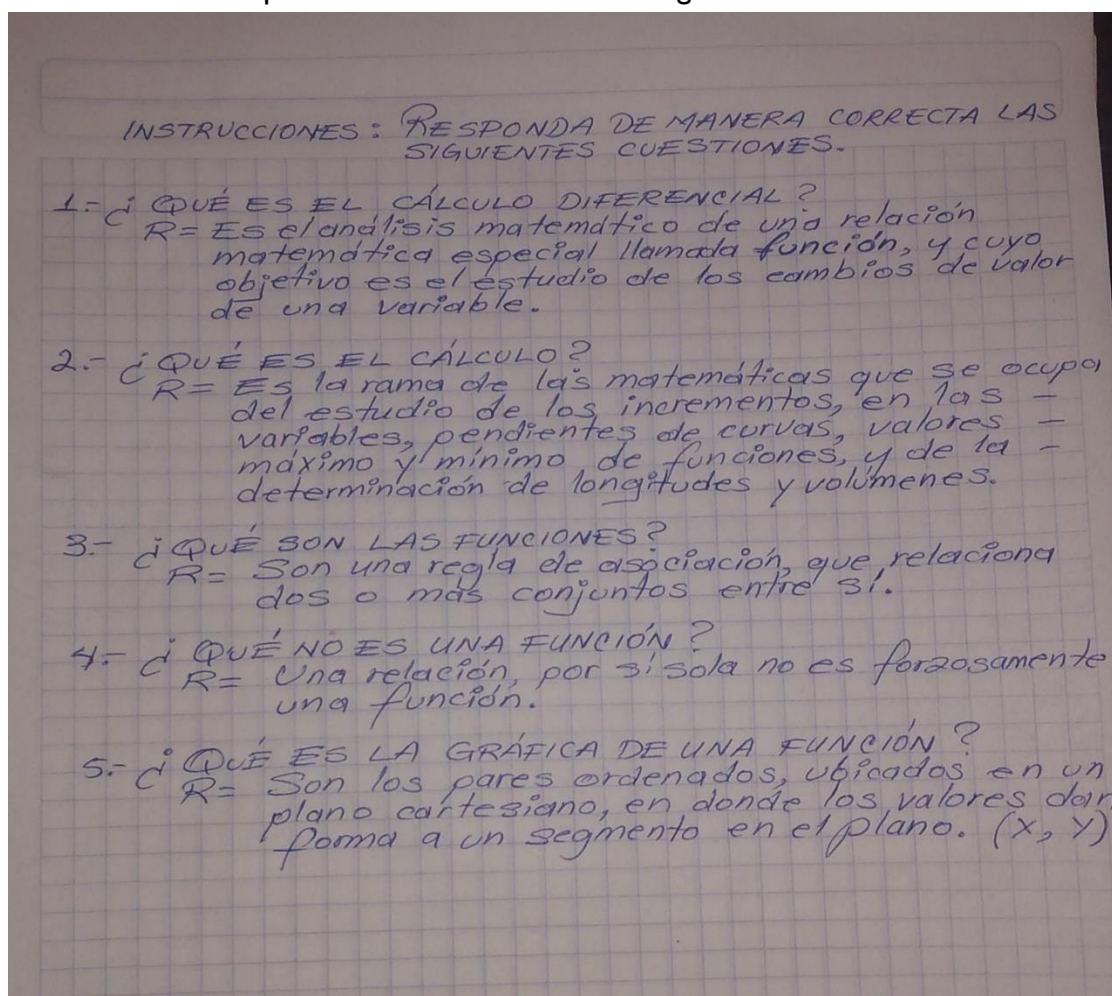 INSTRUCCIONES: RESPONDA DE MANERA CORRECTA LAS
SIGUIENTES CUESTIONES.
1.- ¿QUÉ ES EL CÁLCULO DIFERENCIAL?
R= Es el análisis matemático de una relación
matemática especial llamada función, y cuyo
objetivo es el estudio de los cambios de valor
de una variable.
2.- ¿QUÉ ES EL CÁLCULO?
R= Es la rama de las matemáticas que se ocupa
del estudio de los incrementos, en las -
variables, pendientes de curvas, valores -
máximo y mínimo de funciones, y de la -
determinación de longitudes y volúmenes.
3.- ¿QUÉ SON LAS FUNCIONES?
R= Son una regla de asociación, que relaciona
dos o más conjuntos entre sí.
4.- ¿QUÉ NO ES UNA FUNCIÓN?
R= Una relación, por sí sola no es forzosamente
una función.
5.- ¿QUÉ ES LA GRÁFICA DE UNA FUNCIÓN?
R= Son los pares ordenados, ubicados en un
plano cartesiano, en donde los valores dan
forma a un segmento en el plano. (X, Y)